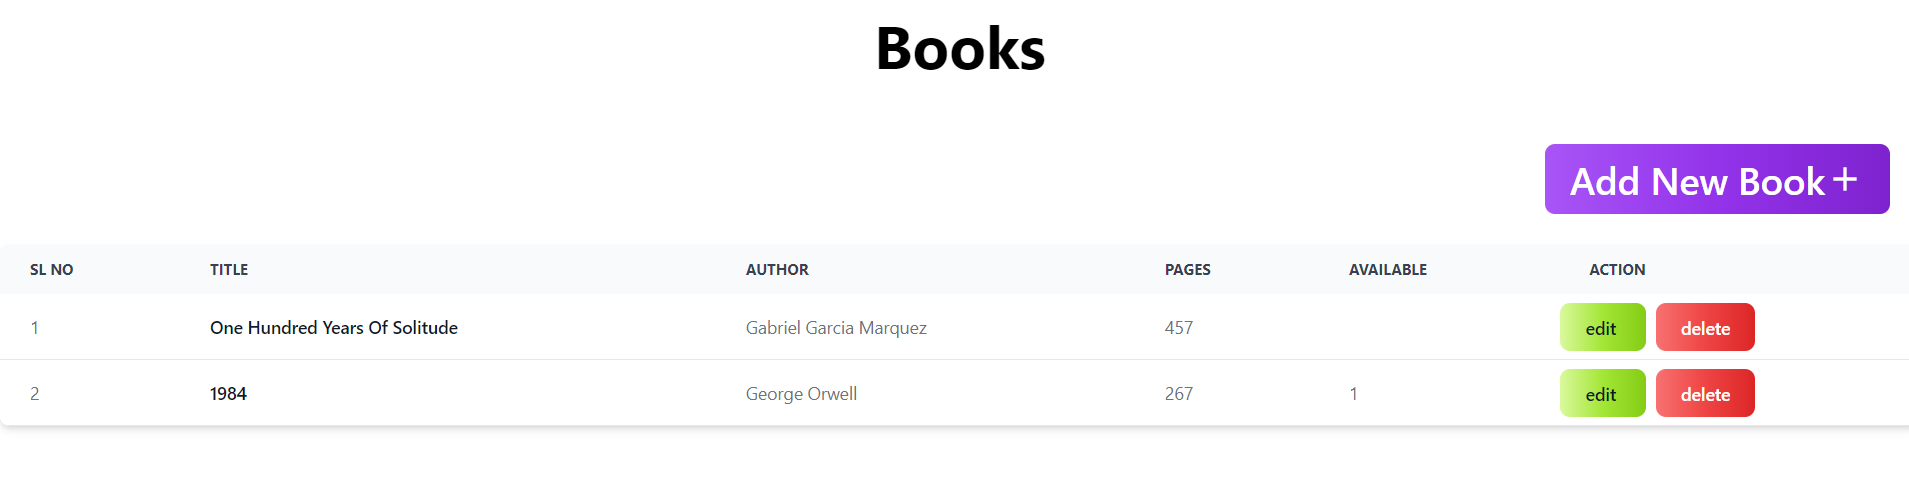 Books
Add New Book+
SL NO TITLE AUTHOR PAGES AVAILABLE ACTION
1 One Hundred Years Of Solitude Gabriel Garcia Marquez 457 edit delete
2 1984 George Orwell 267 1 edit delete